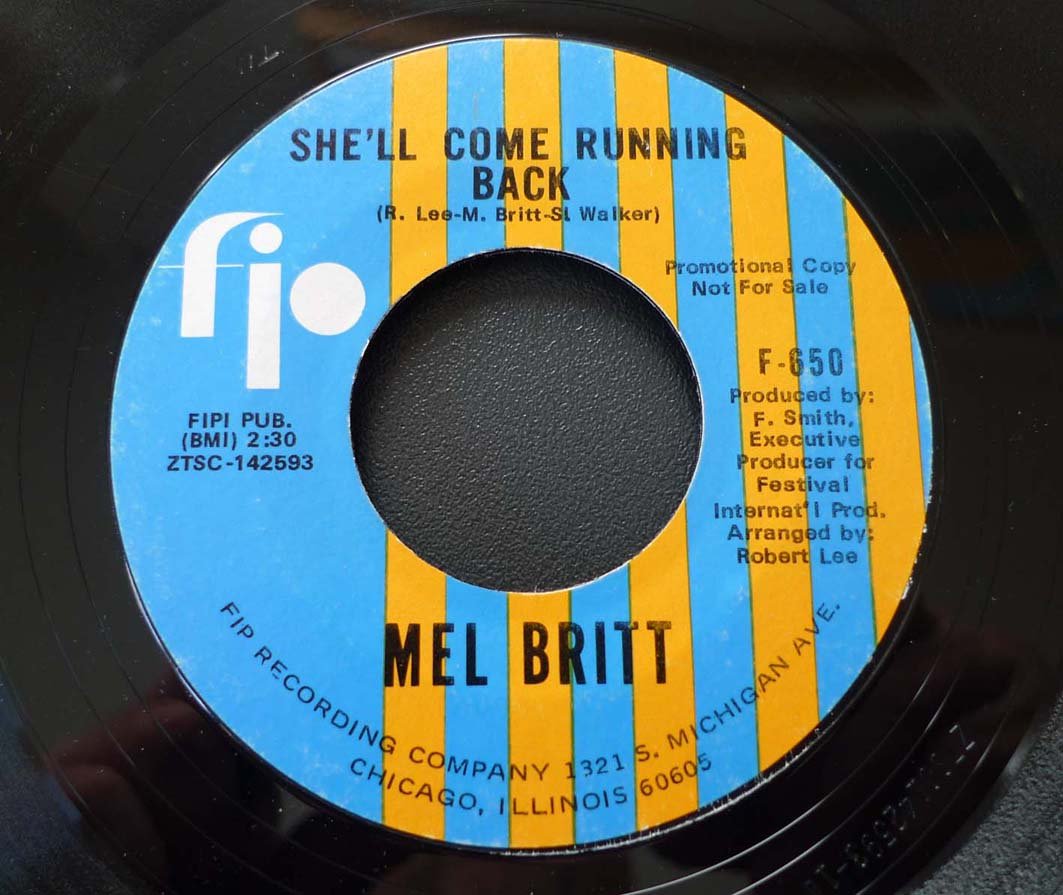 SHE'LL COME RUNNING
BACK
(R. Lee-M. Britt-St Walker)
fip
Promotional Copy
Not For Sale
F-650
Produced by:
F. Smith,
Executive
Producer for
Festival
Internat'l Prod.
Arranged by:
Robert Lee
FIPI PUB.
(BMI) 2:30
ZTSC-142593
MEL BRITT
FIP RECORDING COMPANY 1321 S. MICHIGAN AVE.
CHICAGO, ILLINOIS 60605